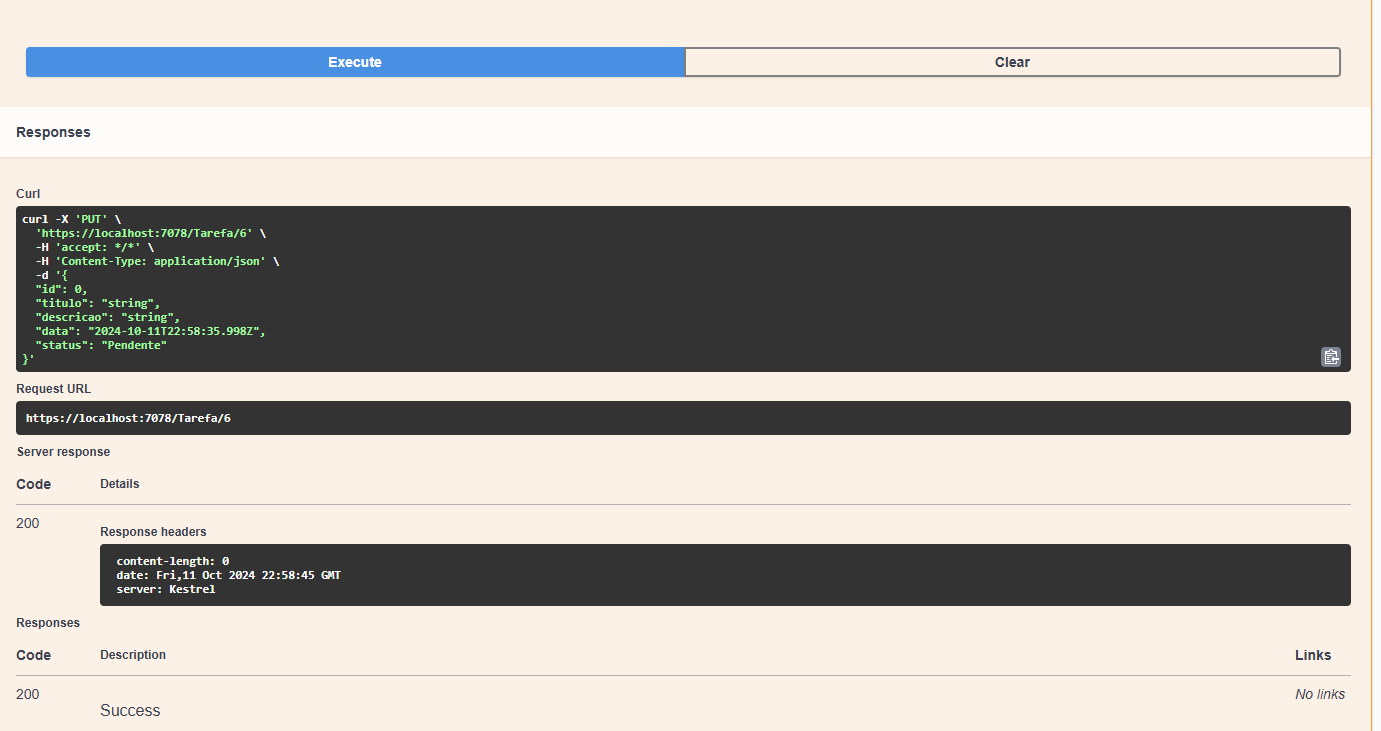 Execute
Clear
Responses
Curl
curl -X 'PUT' \
  'https://localhost:7078/Tarefa/6' \
  -H 'accept: */*' \
  -H 'Content-Type: application/json' \
  -d '{
  "id": 0,
  "titulo": "string",
  "descricao": "string",
  "data": "2024-10-11T22:58:35.998Z",
  "status": "Pendente"
}'
Request URL
https://localhost:7078/Tarefa/6
Server response
Code Details
200
Response headers
content-length: 0
date: Fri,11 Oct 2024 22:58:45 GMT
server: Kestrel
Responses
Code Description Links
200 No links
Success